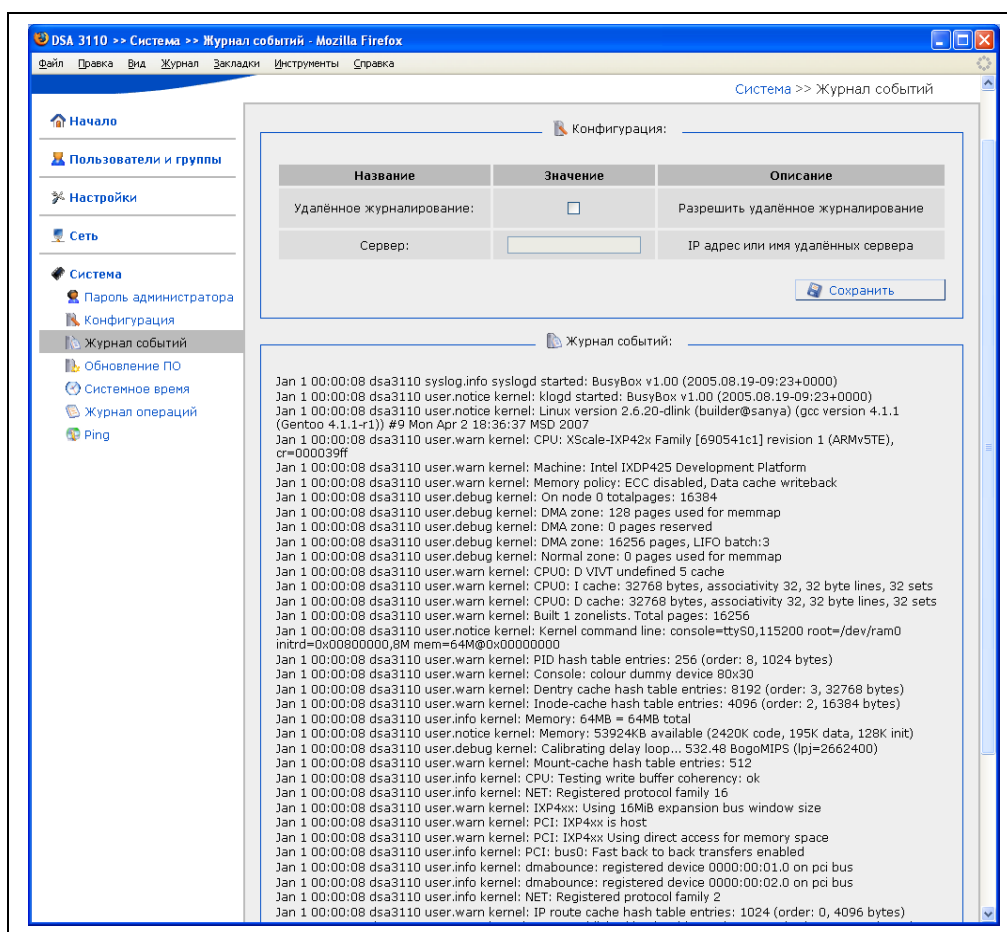 DSA 3110 >> Система >> Журнал событий - Mozilla Firefox
Файл Правка Вид Журнал Закладки Инструменты Справка
Система >> Журнал событий
Начало
Пользователи и группы
Настройки
Сеть
Система
Пароль администратора
Конфигурация
Журнал событий
Обновление ПО
Системное время
Журнал операций
Ping
Конфигурация:
Название Значение Описание
Удалённое журналирование: Разрешить удалённое журналирование
Сервер: IP адрес или имя удалённых сервера
Сохранить
Журнал событий:
Jan 1 00:00:08 dsa3110 syslog.info syslogd started: BusyBox v1.00 (2005.08.19-09:23+0000)
Jan 1 00:00:08 dsa3110 user.notice kernel: klogd started: BusyBox v1.00 (2005.08.19-09:23+0000)
Jan 1 00:00:08 dsa3110 user.notice kernel: Linux version 2.6.20-dlink (builder@sanya) (gcc version 4.1.1
(Gentoo 4.1.1-r1)) #9 Mon Apr 2 18:36:37 MSD 2007
Jan 1 00:00:08 dsa3110 user.warn kernel: CPU: XScale-IXP42x Family [690541c1] revision 1 (ARMv5TE),
cr=000039ff
Jan 1 00:00:08 dsa3110 user.warn kernel: Machine: Intel IXDP425 Development Platform
Jan 1 00:00:08 dsa3110 user.warn kernel: Memory policy: ECC disabled, Data cache writeback
Jan 1 00:00:08 dsa3110 user.debug kernel: On node 0 totalpages: 16384
Jan 1 00:00:08 dsa3110 user.debug kernel: DMA zone: 128 pages used for memmap
Jan 1 00:00:08 dsa3110 user.debug kernel: DMA zone: 0 pages reserved
Jan 1 00:00:08 dsa3110 user.debug kernel: DMA zone: 16256 pages, LIFO batch:3
Jan 1 00:00:08 dsa3110 user.debug kernel: Normal zone: 0 pages used for memmap
Jan 1 00:00:08 dsa3110 user.warn kernel: CPU0: D VIVT undefined 5 cache
Jan 1 00:00:08 dsa3110 user.warn kernel: CPU0: I cache: 32768 bytes, associativity 32, 32 byte lines, 32 sets
Jan 1 00:00:08 dsa3110 user.warn kernel: CPU0: D cache: 32768 bytes, associativity 32, 32 byte lines, 32 sets
Jan 1 00:00:08 dsa3110 user.warn kernel: Built 1 zonelists. Total pages: 16256
Jan 1 00:00:08 dsa3110 user.notice kernel: Kernel command line: console=ttyS0,115200 root=/dev/ram0
initrd=0x00800000,8M mem=64M@0x00000000
Jan 1 00:00:08 dsa3110 user.warn kernel: PID hash table entries: 256 (order: 8, 1024 bytes)
Jan 1 00:00:08 dsa3110 user.warn kernel: Console: colour dummy device 80x30
Jan 1 00:00:08 dsa3110 user.warn kernel: Dentry cache hash table entries: 8192 (order: 3, 32768 bytes)
Jan 1 00:00:08 dsa3110 user.warn kernel: Inode-cache hash table entries: 4096 (order: 2, 16384 bytes)
Jan 1 00:00:08 dsa3110 user.info kernel: Memory: 64MB = 64MB total
Jan 1 00:00:08 dsa3110 user.notice kernel: Memory: 53924KB available (2420K code, 195K data, 128K init)
Jan 1 00:00:08 dsa3110 user.debug kernel: Calibrating delay loop... 532.48 BogoMIPS (lpj=2662400)
Jan 1 00:00:08 dsa3110 user.warn kernel: Mount-cache hash table entries: 512
Jan 1 00:00:08 dsa3110 user.info kernel: CPU: Testing write buffer coherency: ok
Jan 1 00:00:08 dsa3110 user.info kernel: NET: Registered protocol family 16
Jan 1 00:00:08 dsa3110 user.warn kernel: IXP4xx: Using 16MiB expansion bus window size
Jan 1 00:00:08 dsa3110 user.warn kernel: PCI: IXP4xx is host
Jan 1 00:00:08 dsa3110 user.warn kernel: PCI: IXP4xx Using direct access for memory space
Jan 1 00:00:08 dsa3110 user.info kernel: PCI: bus0: Fast back to back transfers enabled
Jan 1 00:00:08 dsa3110 user.info kernel: dmabounce: registered device 0000:00:01.0 on pci bus
Jan 1 00:00:08 dsa3110 user.info kernel: dmabounce: registered device 0000:00:02.0 on pci bus
Jan 1 00:00:08 dsa3110 user.info kernel: NET: Registered protocol family 2
Jan 1 00:00:08 dsa3110 user.warn kernel: IP route cache hash table entries: 1024 (order: 0, 4096 bytes)